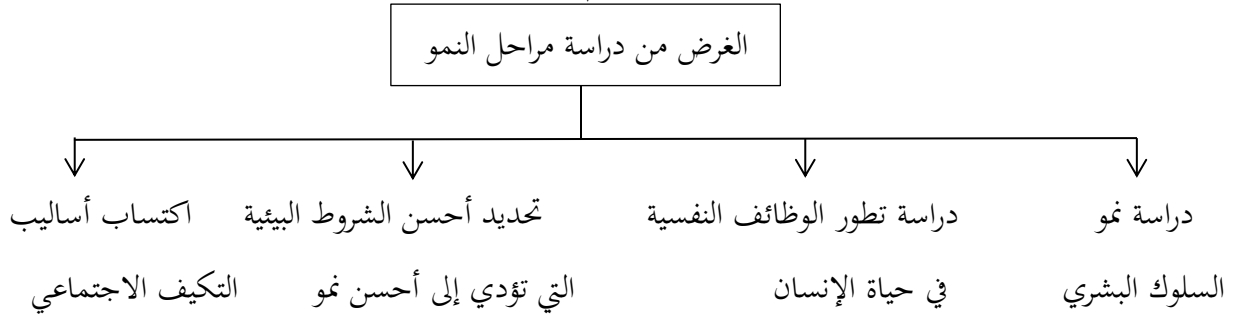 الغرض من دراسة مراحل النمو
دراسة نمو
السلوك البشري
دراسة تطور الوظائف النفسية
في حياة الإنسان
تحديد أحسن الشروط البيئية
التي تؤدي إلى أحسن نمو
اكتساب أساليب
التكيف الاجتماعي